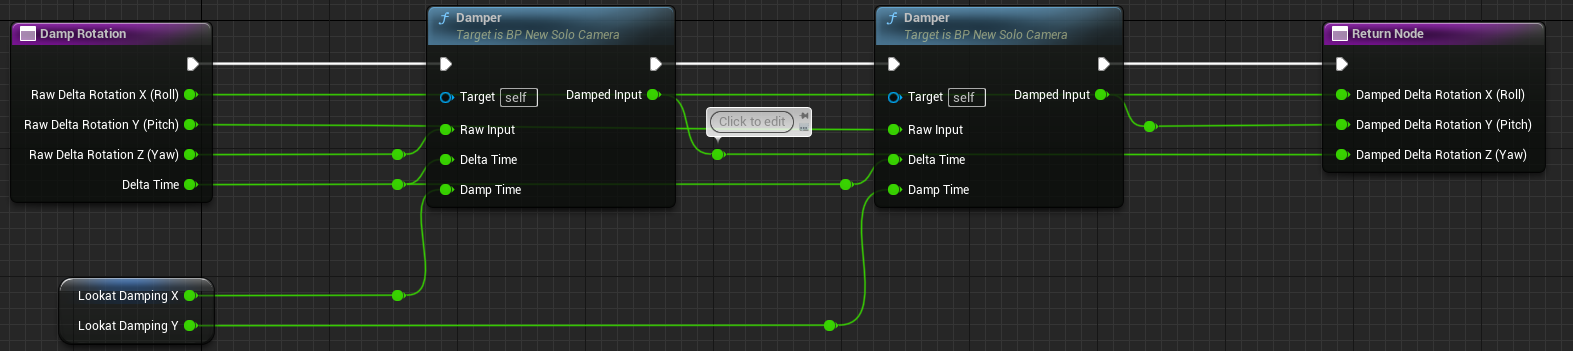 Damp Rotation
Raw Delta Rotation X (Roll)
Raw Delta Rotation Y (Pitch)
Raw Delta Rotation Z (Yaw)
Delta Time
Lookat Damping X
Lookat Damping Y
f Damper
Target is BP New Solo Camera
Target self
Damped Input
Raw Input
Delta Time
Damp Time
Click to edit
f Damper
Target is BP New Solo Camera
Target self
Damped Input
Raw Input
Delta Time
Damp Time
Return Node
Damped Delta Rotation X (Roll)
Damped Delta Rotation Y (Pitch)
Damped Delta Rotation Z (Yaw)